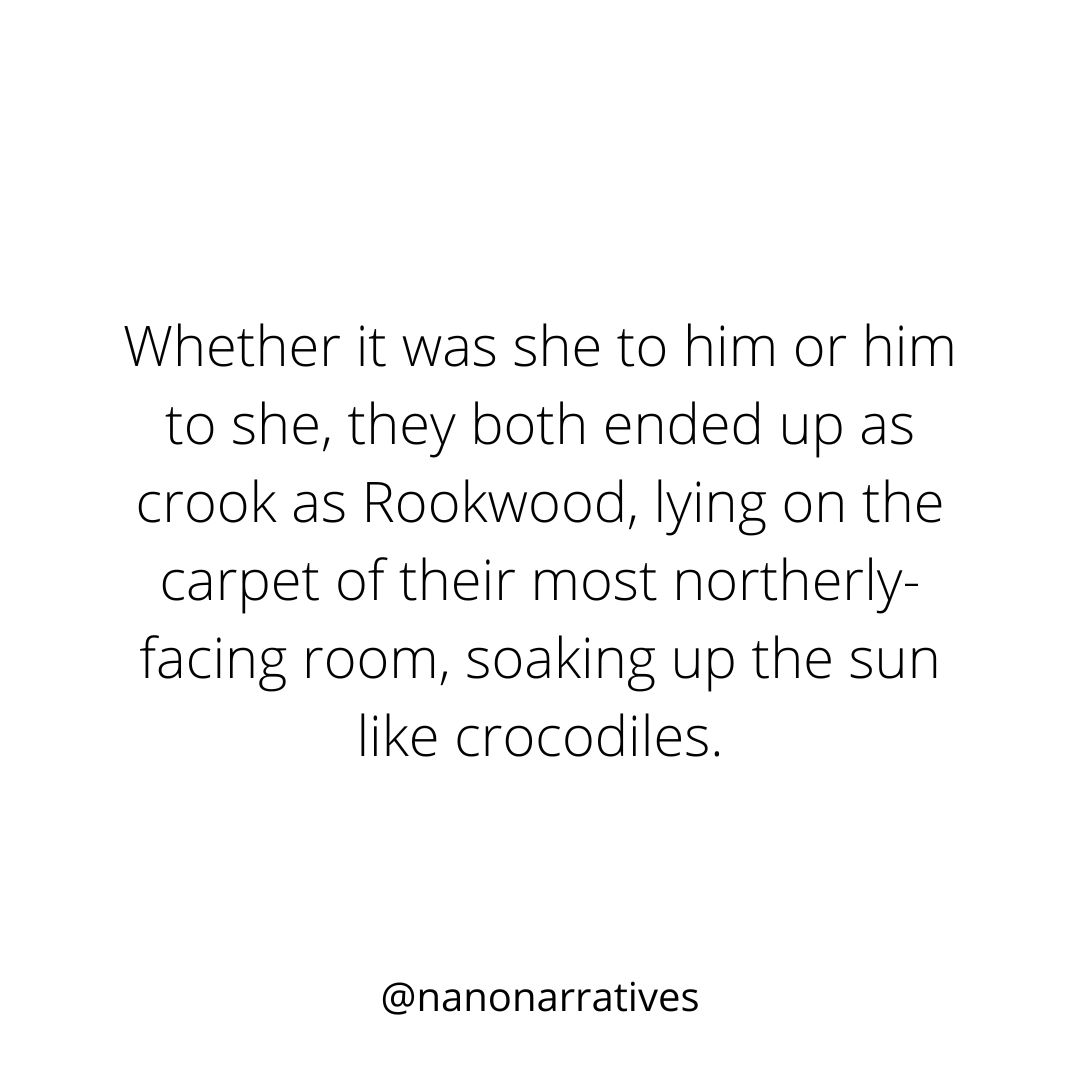 Whether it was she to him or him
to she, they both ended up as
crook as Rookwood, lying on the
carpet of their most northerly-
facing room, soaking up the sun
like crocodiles.
@nanonarratives